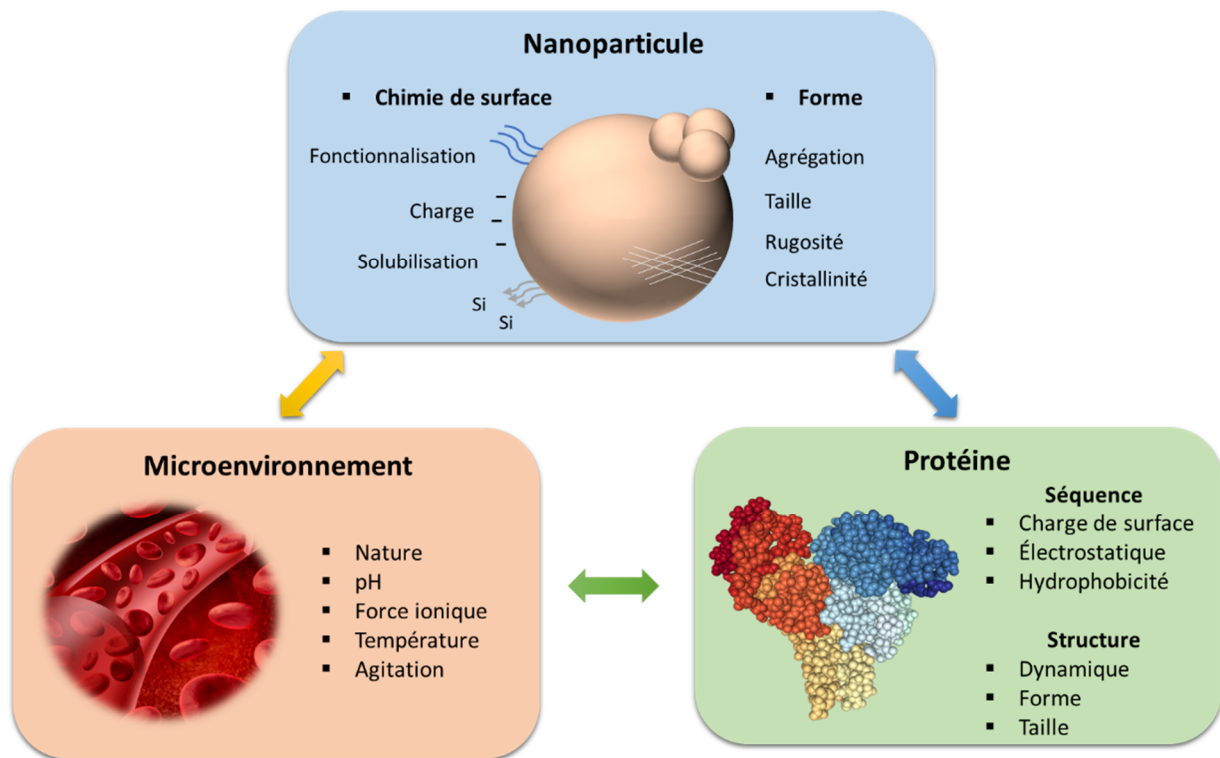 Nanoparticule
▪ Chimie de surface
Fonctionnalisation
Charge
Solubilisation
Si
Si
▪ Forme
Agrégation
Taille
Rugosité
Cristallinité
Microenvironnement
▪ Nature
▪ pH
▪ Force ionique
▪ Température
▪ Agitation
Protéine
Séquence
▪ Charge de surface
▪ Électrostatique
▪ Hydrophobicité
Structure
▪ Dynamique
▪ Forme
▪ Taille